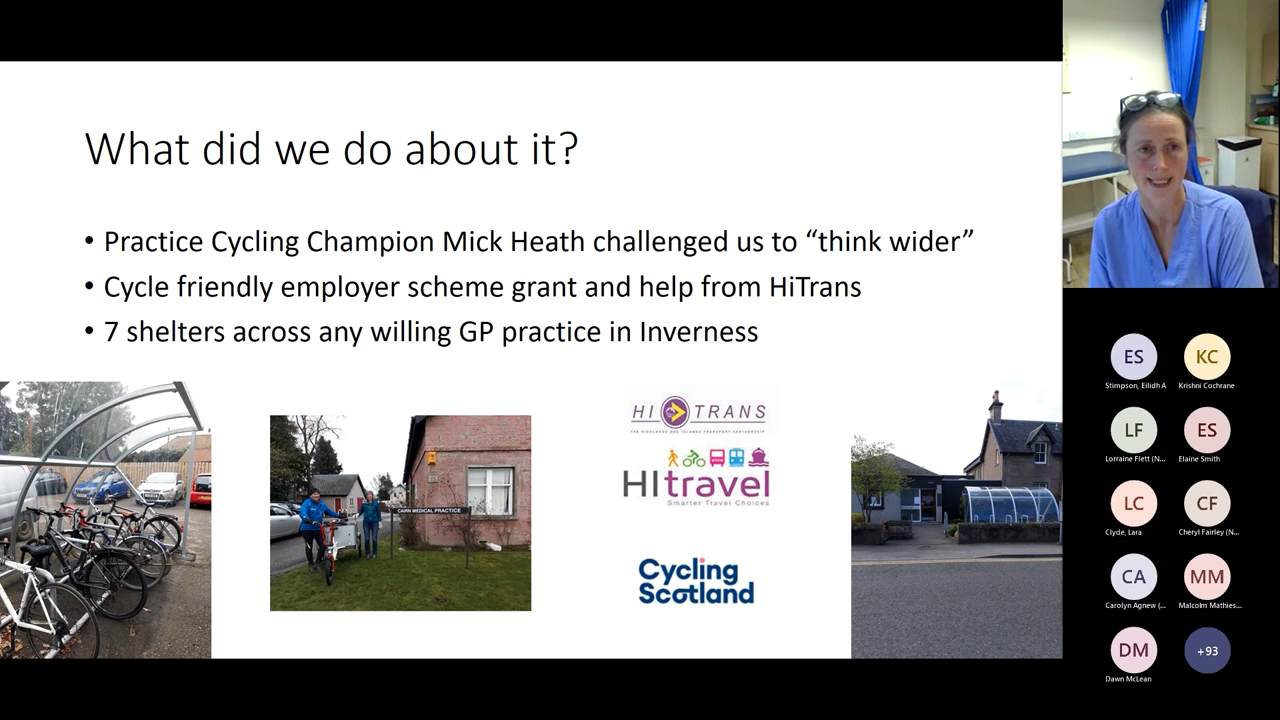 What did we do about it?
• Practice Cycling Champion Mick Heath challenged us to “think wider”
• Cycle friendly employer scheme grant and help from HiTrans
• 7 shelters across any willing GP practice in Inverness
CAIRN MEDICAL PRACTICE
HI TRANS
THE HIGHLANDS AND ISLANDS TRANSPORT PARTNERSHIP
HItravel
Smarter Travel Choices
Cycling
Scotland
ES
KC
Stimpson, Eilidh A
Krishni Cochrane
LF
ES
Lorraine Flett (N...
Elaine Smith
LC
CF
Clyde, Lara
Cheryl Fairley (N...
CA
MM
Carolyn Agnew (...
Malcolm Mathies...
DM
+93
Dawn McLean